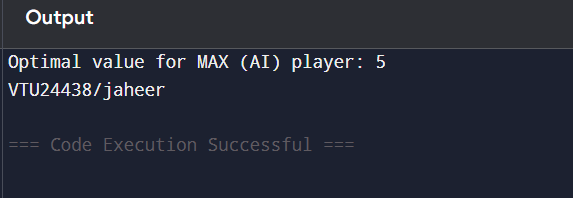 Output
Optimal value for MAX (AI) player: 5
VTU24438/jaheer
=== Code Execution Successful ===